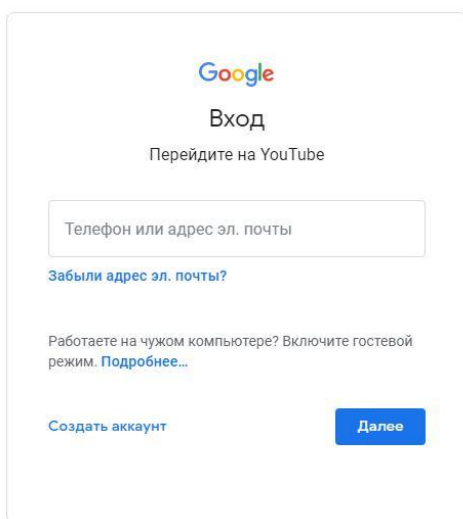 Google
Вход
Перейдите на YouTube
Телефон или адрес эл. почты
Забыли адрес эл. почты?
Работаете на чужом компьютере? Включите гостевой
режим. Подробнее...
Создать аккаунт
Далее